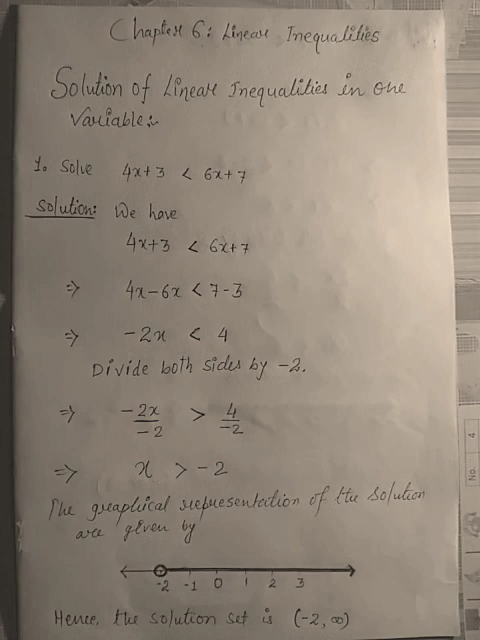 Chapter 6: Linear Inequalities
Solution of Linear Inequalities in one
Variable:-
1. Solve 4x+3 < 6x+7
Solution: We have
4x+3 < 6x+7
⇒ 4x-6x < 7-3
⇒ -2x < 4
Divide both sides by -2.
⇒ -2x/-2 > 4/-2
⇒ x > -2
The graphical representation of the solution
are given by
-2 -1 0 1 2 3
Hence, the solution set is (-2, ∞)
No. 4